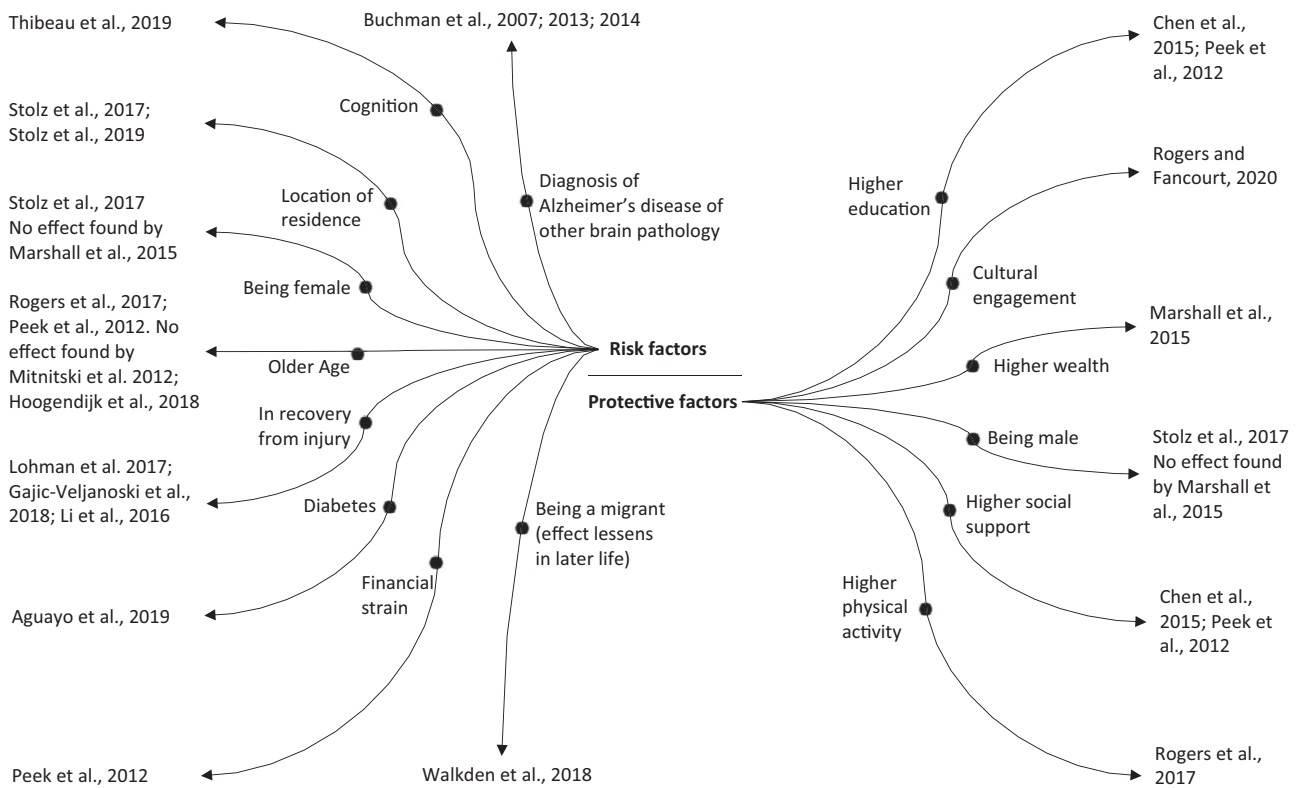 Thibeau et al., 2019
Buchman et al., 2007; 2013; 2014
Cognition
Stolz et al., 2017;
Stolz et al., 2019
Location of
residence
Diagnosis of
Alzheimer's disease of
other brain pathology
Stolz et al., 2017
No effect found by
Marshall et al., 2015
Being female
Rogers et al., 2017;
Peek et al., 2012. No
effect found by
Mitnitski et al. 2012;
Hoogendijk et al., 2018
Older Age
Risk factors
In recovery
from injury
Lohman et al. 2017;
Gajic-Veljanoski et al.,
2018; Li et al., 2016
Diabetes
Aguayo et al., 2019
Financial
strain
Peek et al., 2012
Being a migrant
(effect lessens
in later life)
Walkden et al., 2018
Protective factors
Higher
education
Chen et al.,
2015; Peek et
al., 2012
Cultural
engagement
Rogers and
Fancourt, 2020
Higher wealth
Marshall et al.,
2015
Being male
Stolz et al., 2017
No effect found
by Marshall et
al., 2015
Higher social
support
Chen et al.,
2015; Peek et
al., 2012
Higher
physical
activity
Rogers et al.,
2017